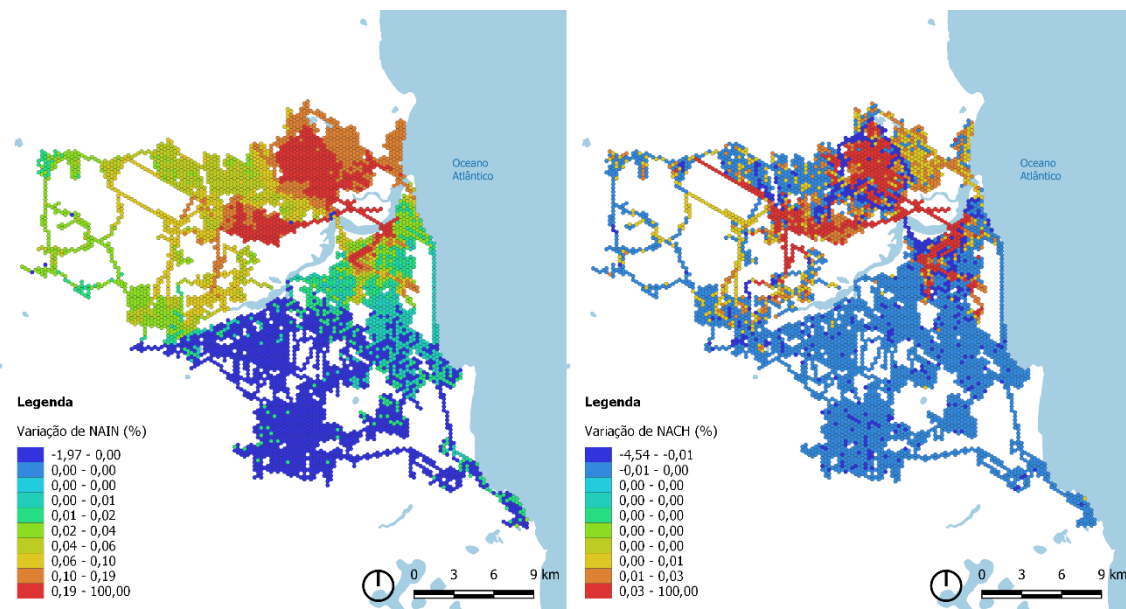 Oceano
Atlântico
Legenda
Variação de NAIN (%)
-1,97 - 0,00
0,00 - 0,00
0,00 - 0,00
0,00 - 0,01
0,01 - 0,02
0,02 - 0,04
0,04 - 0,06
0,06 - 0,10
0,10 - 0,19
0,19 - 100,00
0 3 6 9 km
Oceano
Atlântico
Legenda
Variação de NACH (%)
-4,54 - -0,01
-0,01 - 0,00
0,00 - 0,00
0,00 - 0,00
0,00 - 0,00
0,00 - 0,00
0,00 - 0,00
0,00 - 0,01
0,01 - 0,03
0,03 - 100,00
0 3 6 9 km